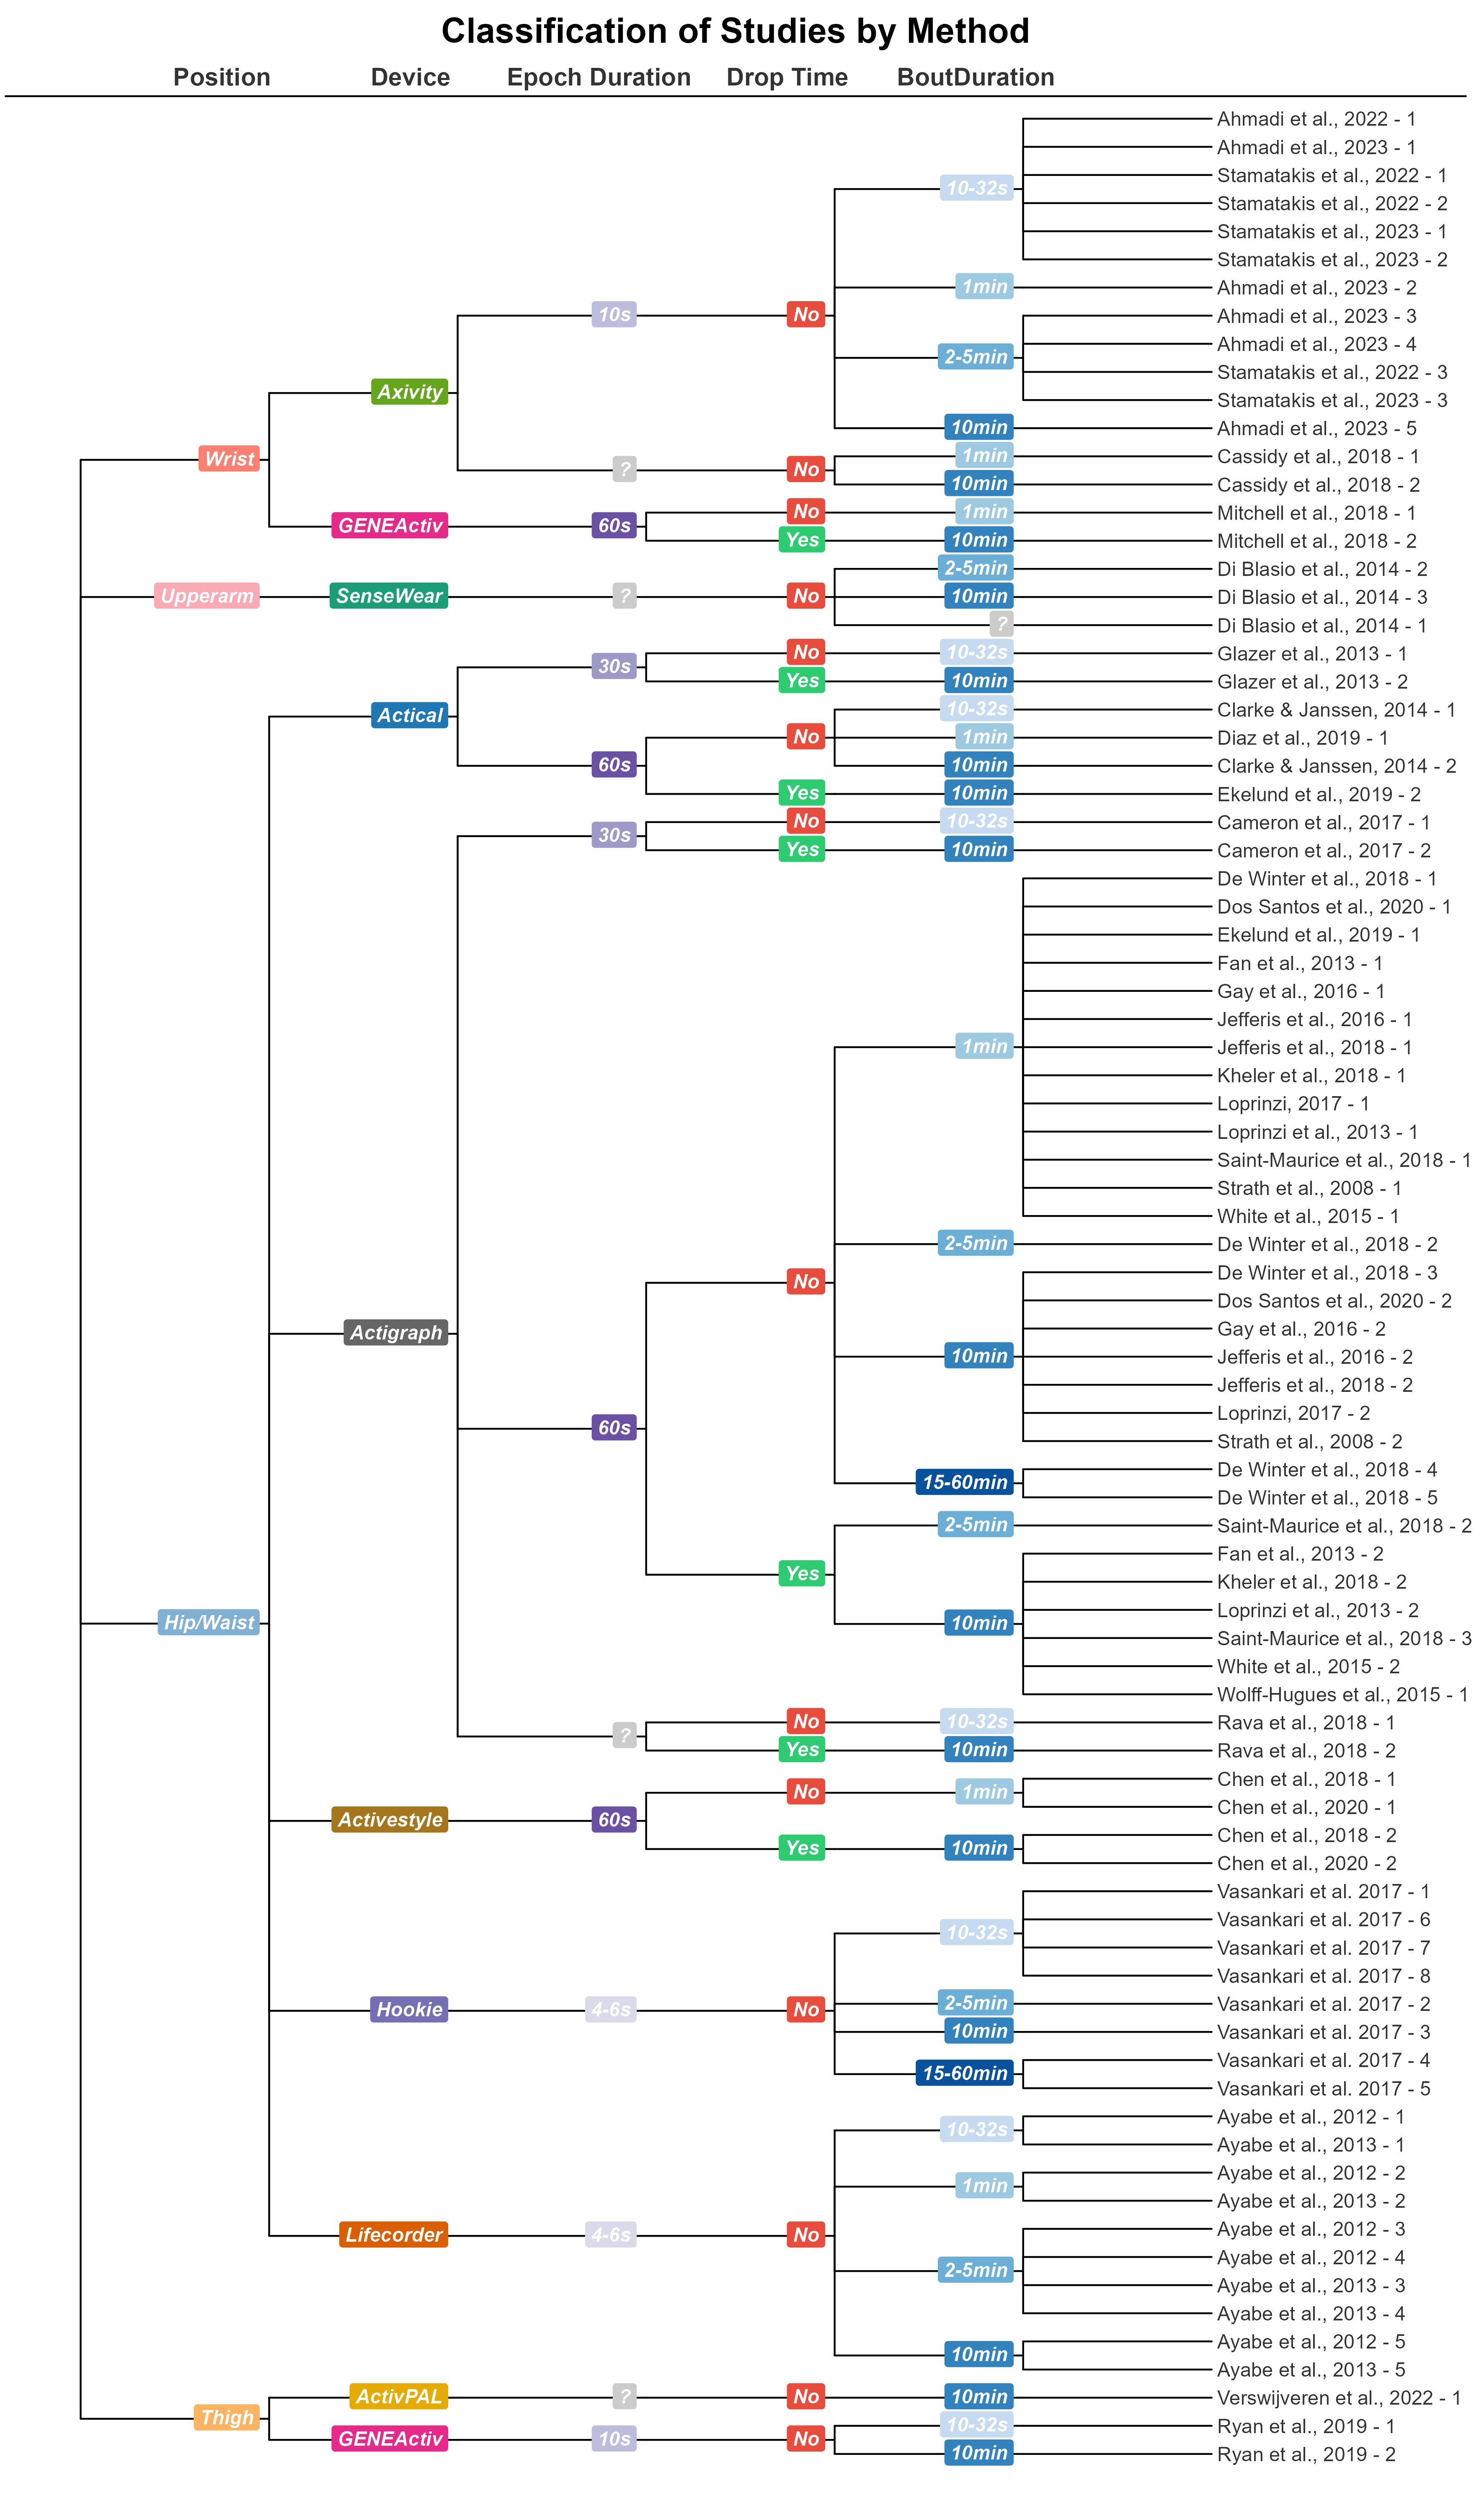 Classification of Studies by Method
Position Device Epoch Duration Drop Time BoutDuration
Ahmadi et al., 2022 - 1
Ahmadi et al., 2023 - 1
Stamatakis et al., 2022 - 1
10-32s
Stamatakis et al., 2022 - 2
Stamatakis et al., 2023 - 1
Stamatakis et al., 2023 - 2
1min Ahmadi et al., 2023 - 2
10s No Ahmadi et al., 2023 - 3
Ahmadi et al., 2023 - 4
2-5min
Stamatakis et al., 2022 - 3
Axivity
Stamatakis et al., 2023 - 3
10min Ahmadi et al., 2023 - 5
Wrist 1min Cassidy et al., 2018 - 1
? No
10min Cassidy et al., 2018 - 2
No 1min Mitchell et al., 2018 - 1
GENEActiv 60s
Yes 10min Mitchell et al., 2018 - 2
2-5min Di Blasio et al., 2014 - 2
Upperarm SenseWear ? No 10min Di Blasio et al., 2014 - 3
? Di Blasio et al., 2014 - 1
No 10-32s Glazer et al., 2013 - 1
30s
Yes 10min Glazer et al., 2013 - 2
Actical 10-32s Clarke & Janssen, 2014 - 1
No 1min Diaz et al., 2019 - 1
60s 10min Clarke & Janssen, 2014 - 2
Yes 10min Ekelund et al., 2019 - 2
No 10-32s Cameron et al., 2017 - 1
30s
Yes 10min Cameron et al., 2017 - 2
De Winter et al., 2018 - 1
Dos Santos et al., 2020 - 1
Ekelund et al., 2019 - 1
Fan et al., 2013 - 1
Gay et al., 2016 - 1
Jefferis et al., 2016 - 1
1min Jefferis et al., 2018 - 1
Kheler et al., 2018 - 1
Loprinzi, 2017 - 1
Loprinzi et al., 2013 - 1
Saint-Maurice et al., 2018 - 1
Strath et al., 2008 - 1
White et al., 2015 - 1
2-5min De Winter et al., 2018 - 2
No De Winter et al., 2018 - 3
Dos Santos et al., 2020 - 2
Actigraph Gay et al., 2016 - 2
10min Jefferis et al., 2016 - 2
Jefferis et al., 2018 - 2
Loprinzi, 2017 - 2
60s
Strath et al., 2008 - 2
De Winter et al., 2018 - 4
15-60min
De Winter et al., 2018 - 5
2-5min Saint-Maurice et al., 2018 - 2
Fan et al., 2013 - 2
Yes
Kheler et al., 2018 - 2
Loprinzi et al., 2013 - 2
Hip/Waist 10min
Saint-Maurice et al., 2018 - 3
White et al., 2015 - 2
Wolff-Hugues et al., 2015 - 1
No 10-32s Rava et al., 2018 - 1
?
Yes 10min Rava et al., 2018 - 2
Chen et al., 2018 - 1
No 1min
Chen et al., 2020 - 1
Activestyle 60s
Chen et al., 2018 - 2
Yes 10min
Chen et al., 2020 - 2
Vasankari et al. 2017 - 1
Vasankari et al. 2017 - 6
10-32s
Vasankari et al. 2017 - 7
Vasankari et al. 2017 - 8
Hookie 4-6s No 2-5min Vasankari et al. 2017 - 2
10min Vasankari et al. 2017 - 3
Vasankari et al. 2017 - 4
15-60min
Vasankari et al. 2017 - 5
Ayabe et al., 2012 - 1
10-32s
Ayabe et al., 2013 - 1
Ayabe et al., 2012 - 2
1min
Ayabe et al., 2013 - 2
Lifecorder 4-6s No Ayabe et al., 2012 - 3
Ayabe et al., 2012 - 4
2-5min
Ayabe et al., 2013 - 3
Ayabe et al., 2013 - 4
Ayabe et al., 2012 - 5
10min
Ayabe et al., 2013 - 5
ActivPAL ? No 10min Verswijveren et al., 2022 - 1
Thigh 10-32s Ryan et al., 2019 - 1
GENEActiv 10s No
10min Ryan et al., 2019 - 2